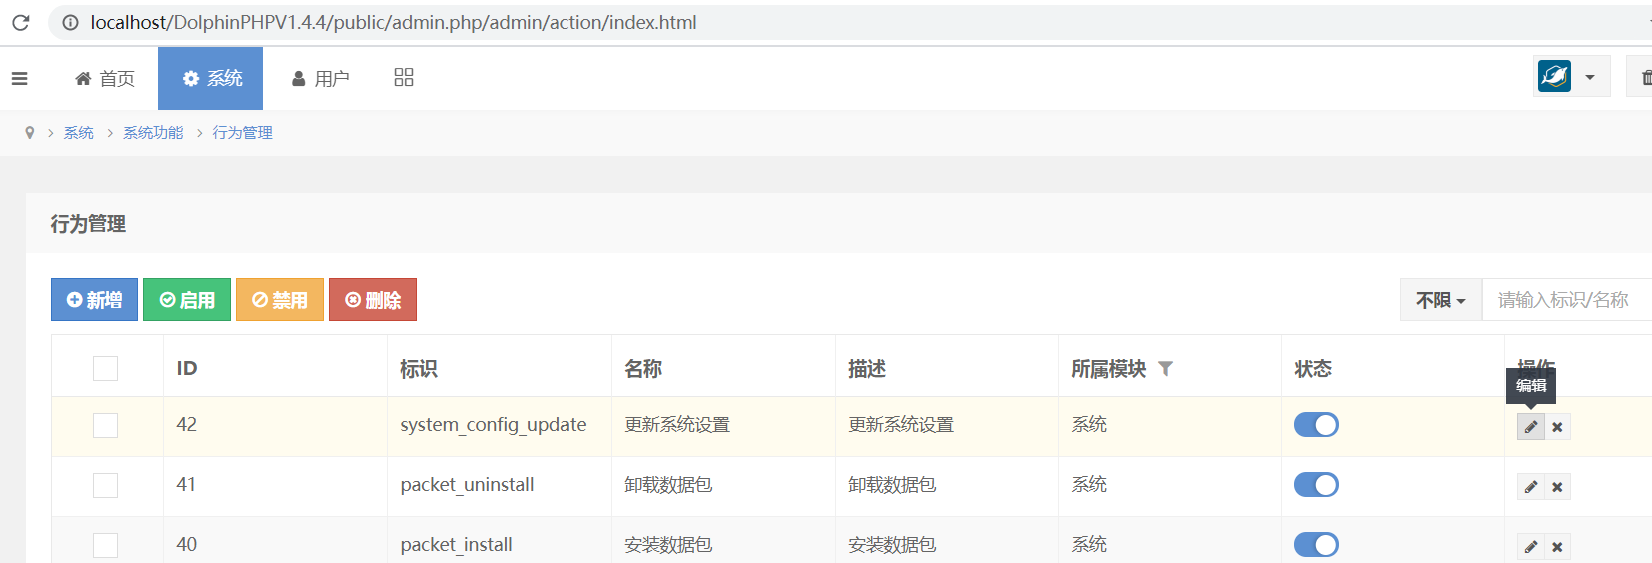 localhost/DolphinPHPV1.4.4/public/admin.php/admin/action/index.html
首页 系统 用户
系统 系统功能 行为管理
行为管理
新增 启用 禁用 删除 不限 请输入标识/名称
ID 标识 名称 描述 所属模块 状态 操作
编辑
42 system_config_update 更新系统设置 更新系统设置 系统
41 packet_uninstall 卸载数据包 卸载数据包 系统
40 packet_install 安装数据包 安装数据包 系统